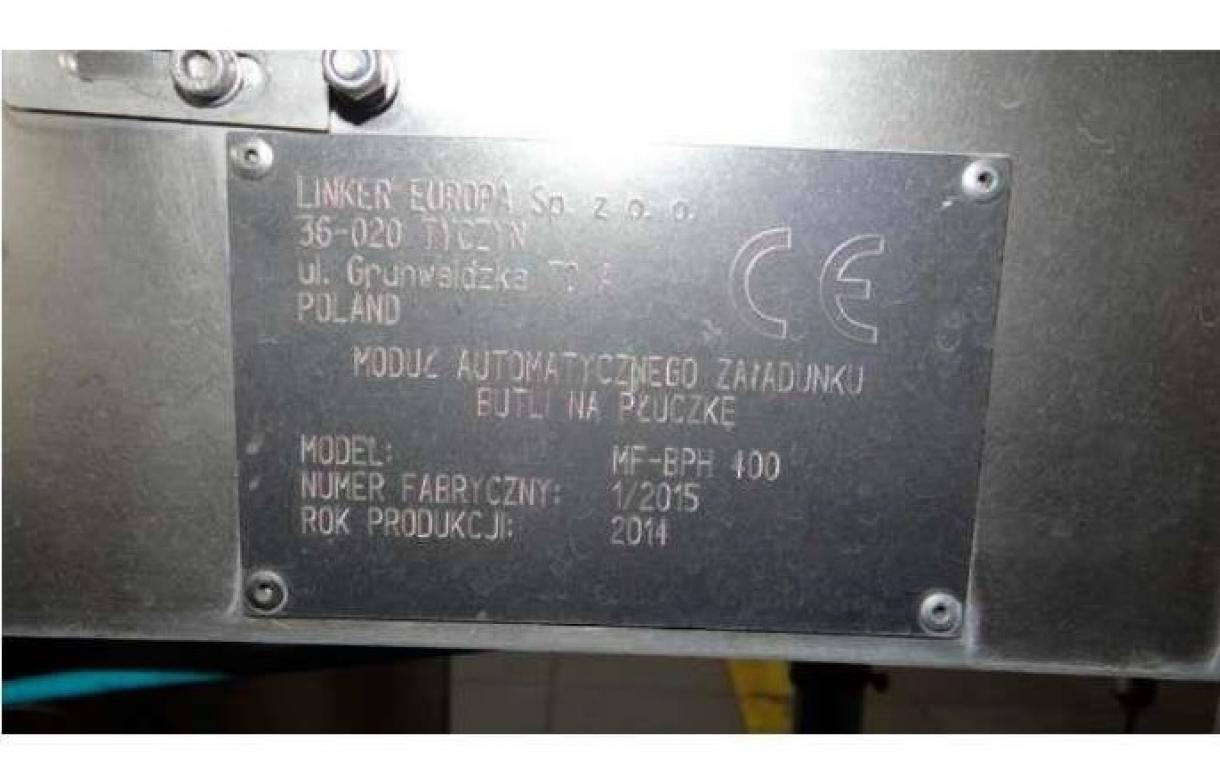 LINKER EUROPA Sp. z o. o.
36-020 TYCZYN
ul. Grunwaldzka
POLAND
CE
MODUŁ AUTOMATYCZNEGO ZAŁADUNKU
BUTLI NA PŁUCZKĘ
MODEL: MF-BPH 400
NUMER FABRYCZNY: 1/2015
ROK PRODUKCJI: 2014